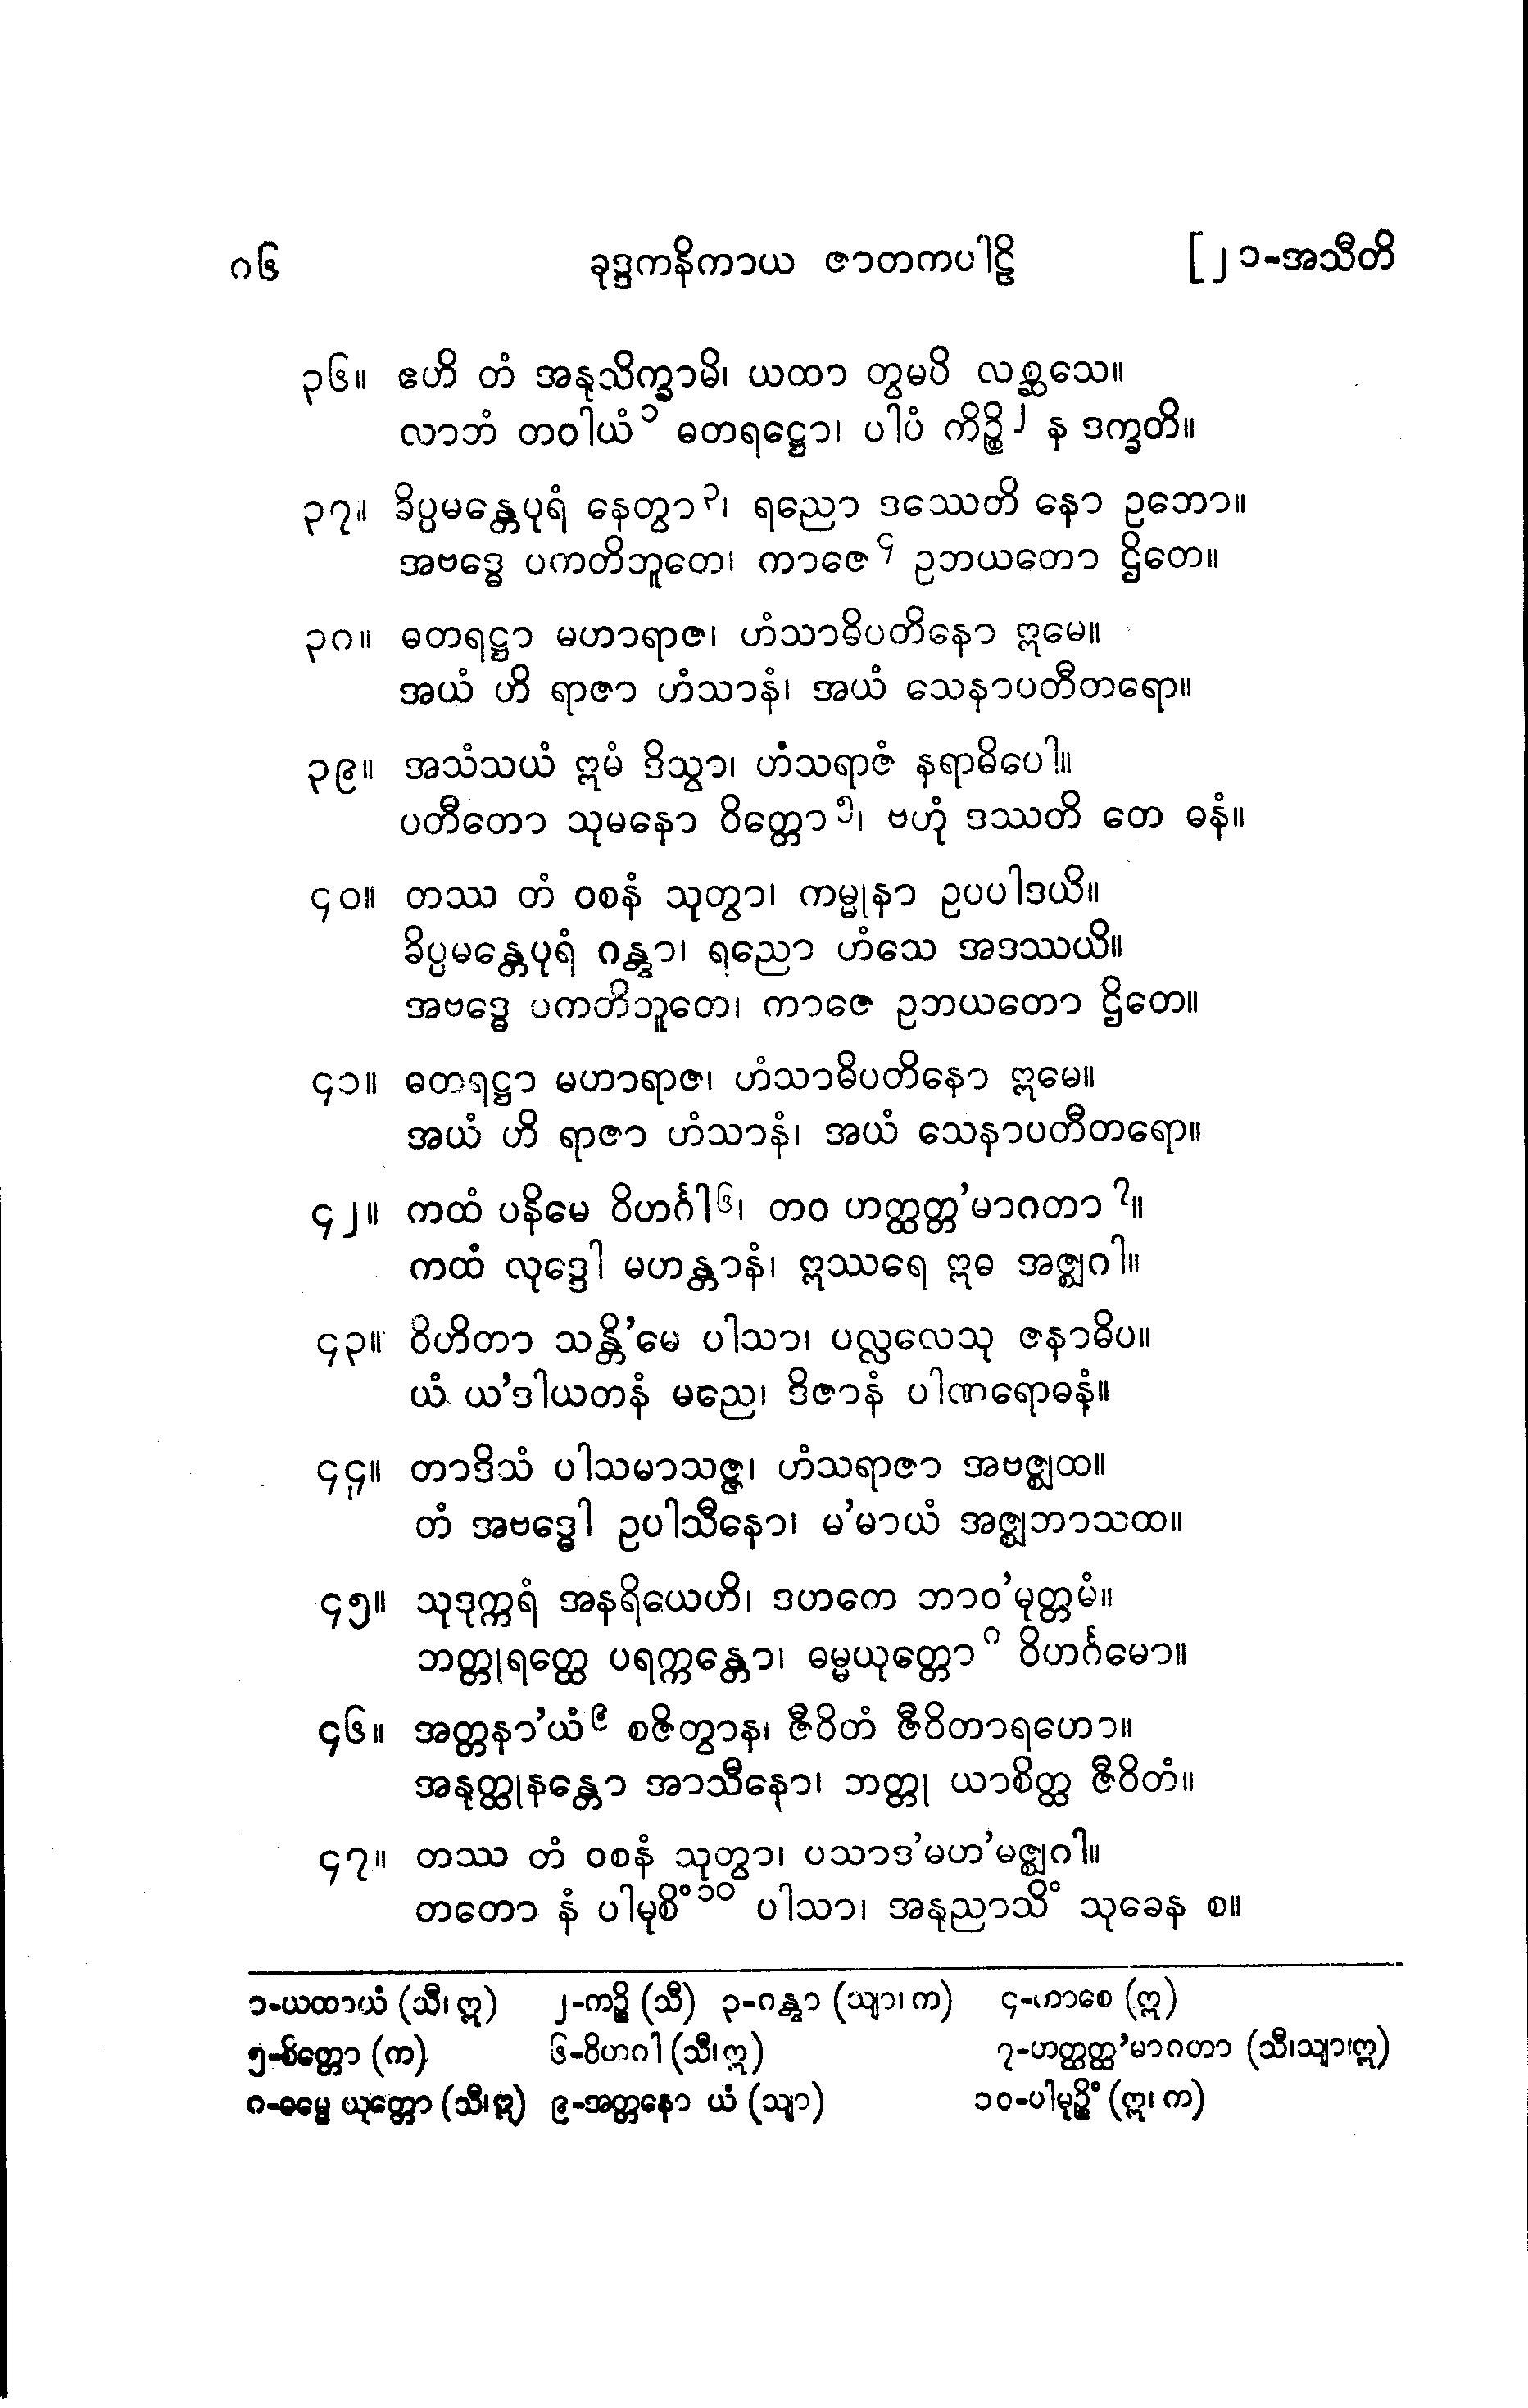 ၈၆ ခုဒ္ဒကနိကာယ ဇာတကပါဠိ [၂၁-အသီတိ
၃၆။ ဧဟိ တံ အနုသိက္ခာမိ၊ ယထာ တွမပိ လစ္ဆသေ။
လာဘံ တဝါယံ၁ ဓတရဋ္ဌော၊ ပါပံ ကိဉ္စိ၂ န ဒက္ခတိ။
၃၇။ ခိပ္ပမန္တေပုရံ နေတွာ၃၊ ရညော ဒဿေတိ နော ဥဘော။
အဗဒ္ဓေ ပကတိဘူတေ၊ ကာဇေ၄ ဥဘယတော ဌိတေ။
၃၈။ ဓတရဋ္ဌာ မဟာရာဇ၊ ဟံသာဓိပတိနော ဣမေ။
အယံ ဟိ ရာဇာ ဟံသာနံ၊ အယံ သေနာပတီတရော။
၃၉။ အသံသယံ ဣမံ ဒိသွာ၊ ဟံသရာဇံ နရာဓိပေါ။
ပတီတော သုမနော ဝိတ္တော၅၊ ဗဟုံ ဒဿတိ တေ ဓနံ။
၄၀။ တဿ တံ ဝစနံ သုတွာ၊ ကမ္မုနာ ဥပပါဒယိ။
ခိပ္ပမန္တေပုရံ ဂန္တွာ၊ ရညော ဟံသေ အဒဿယိ။
အဗဒ္ဓေ ပကတိဘူတေ၊ ကာဇေ ဥဘယတော ဌိတေ။
၄၁။ ဓတရဋ္ဌာ မဟာရာဇ၊ ဟံသာဓိပတိနော ဣမေ။
အယံ ဟိ ရာဇာ ဟံသာနံ၊ အယံ သေနာပတီတရော။
၄၂။ ကထံ ပနိမေ ဝိဟင်္ဂါ၆၊ တဝ ဟတ္ထတ္တ’မာဂတာ၇။
ကထံ လုဒ္ဒေါ မဟန္တာနံ၊ ဣဿရေ ဣဓ အဇ္ဈဂါ။
၄၃။ ဝိဟိတာ သန္တိ’မေ ပါသာ၊ ပလ္လလေသု ဇနာဓိပ။
ယံ ယ’ဒါယတနံ မညေ၊ ဒိဇာနံ ပါဏရောဓနံ။
၄၄။ တာဒိသံ ပါသမာသဇ္ဇ၊ ဟံသရာဇာ အဗဇ္ဈထ။
တံ အဗဒ္ဓေါ ဥပါသီနော၊ မ’မာယံ အဇ္ဈဘာသထ။
၄၅။ သုဒုက္ကရံ အနရိယေဟိ၊ ဒဟကေ ဘာဝ’မုတ္တမံ။
ဘတ္တုရတ္ထေ ပရက္ကန္တော၊ ဓမ္မယုတ္တော၈ ဝိဟင်္ဂမော။
၄၆။ အတ္တနာ’ယံ၉ စဇိတွာန၊ ဇီဝိတံ ဇီဝိတာရဟော။
အနုတ္ထုနန္တော အာသီနော၊ ဘတ္တု ယာစိတ္ထ ဇီဝိတံ။
၄၇။ တဿ တံ ဝစနံ သုတွာ၊ ပသာဒ’မဟ’မဇ္ဈဂါ။
တတော နံ ပါမုစိံ၁၀ ပါသာ၊ အနုညာသိံ သုခေန စ။
၁-ယထာယံ (သီ၊ ဣ) ၂-ကဉ္စိ (သီ) ၃-ဂန္တွာ (သျာ၊ က) ၄-ကာစေ (ဣ)
၅-စိတ္တော (က) ၆-ဝိဟဂါ (သီ၊ ဣ) ၇-ဟတ္ထတ္ထ’မာဂတာ (သီ၊သျာ၊ဣ)
၈-ဓမ္မေ ယုတ္တော (သီ၊ ဣ) ၉-အတ္တနော ယံ (သျာ) ၁၀-ပါမုဉ္စိံ (ဣ၊ က)